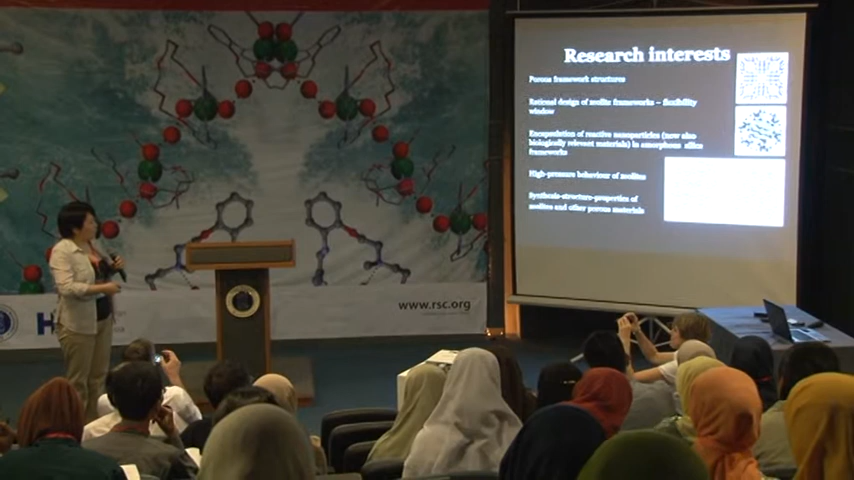 Research interests
Porous framework structures
Rational design of zeolite frameworks – flexibility
window
Encapsulation of reactive nanoparticles (now also
biologically relevant materials) in amorphous silica
frameworks
High-pressure behaviour of zeolites
Synthesis-structure-properties of
zeolites and other porous materials
www.rsc.org